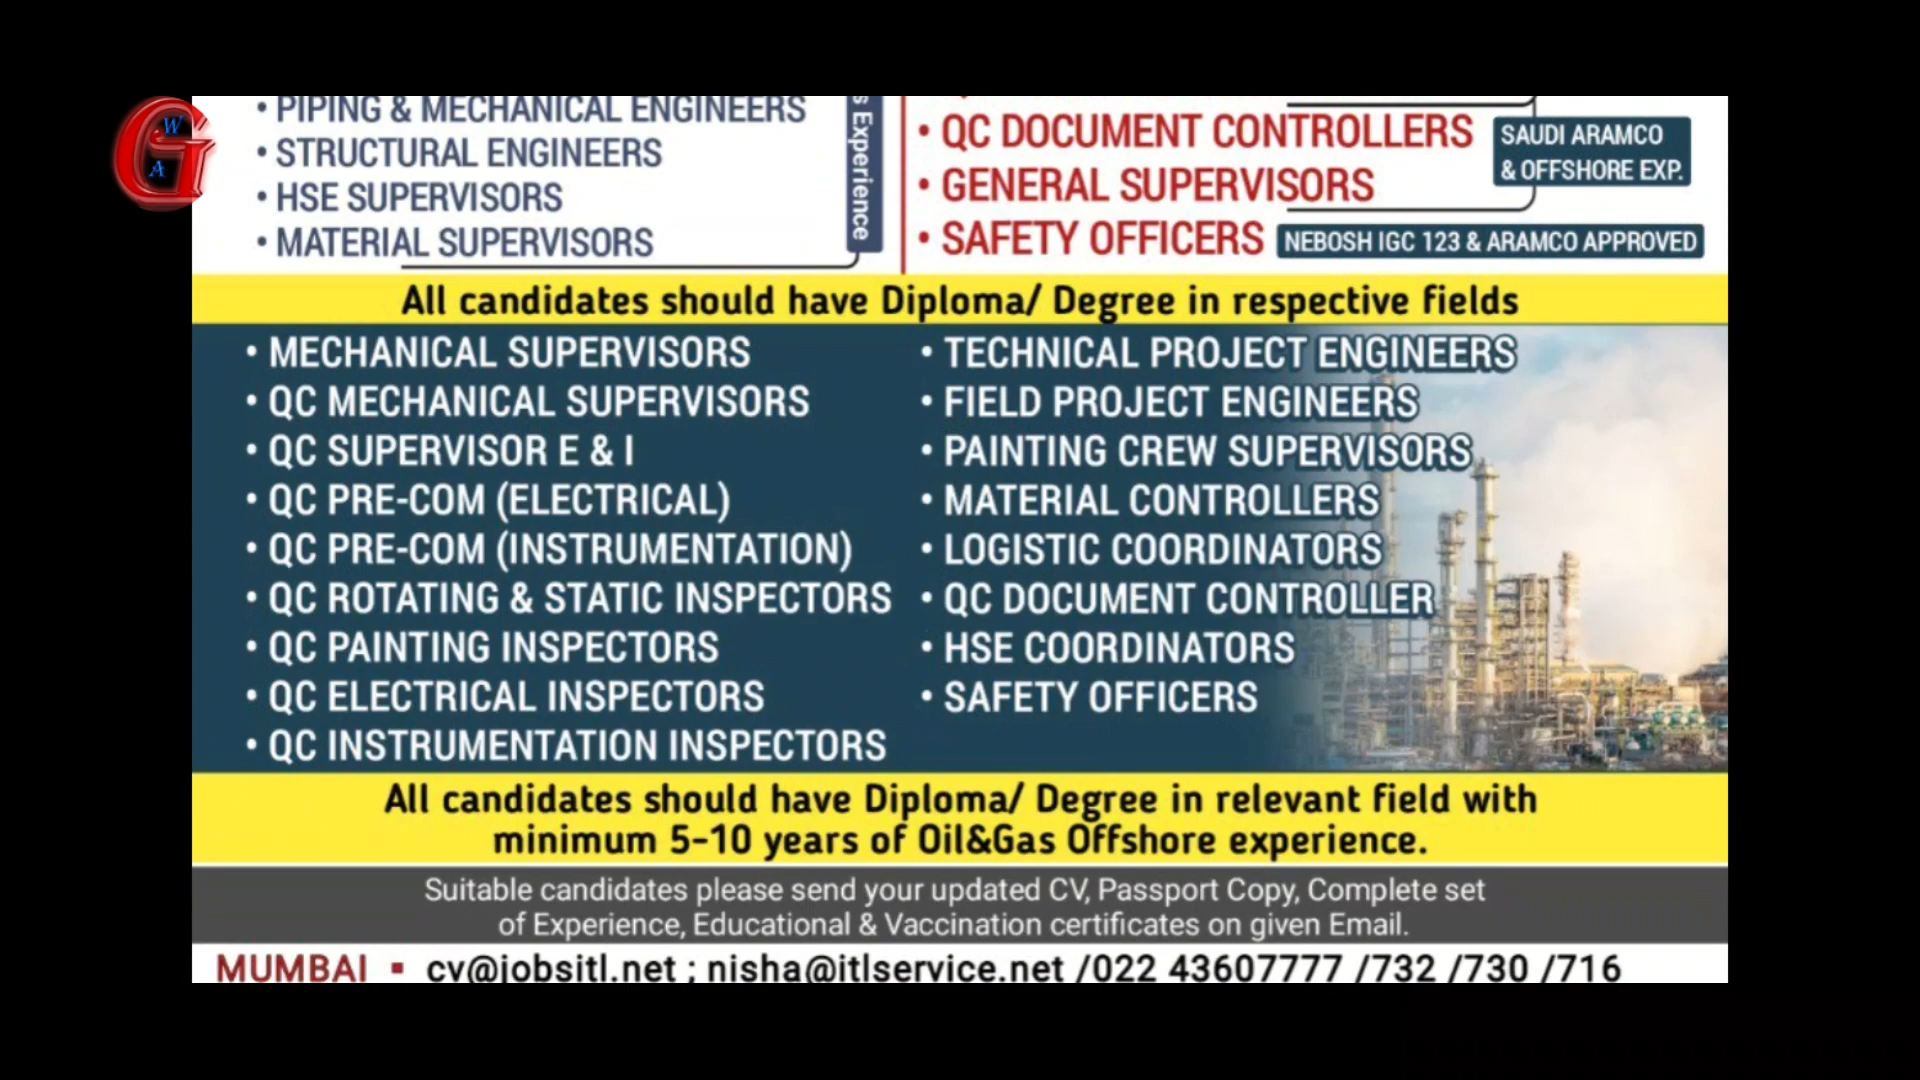 G
W
A
• PIPING & MECHANICAL ENGINEERS
• STRUCTURAL ENGINEERS
• HSE SUPERVISORS
• MATERIAL SUPERVISORS
Experience
• QC DOCUMENT CONTROLLERS
• GENERAL SUPERVISORS
SAUDI ARAMCO
& OFFSHORE EXP.
• SAFETY OFFICERS NEBOSH IGC 123 & ARAMCO APPROVED
All candidates should have Diploma/ Degree in respective fields
• MECHANICAL SUPERVISORS
• QC MECHANICAL SUPERVISORS
• QC SUPERVISOR E & I
• QC PRE-COM (ELECTRICAL)
• QC PRE-COM (INSTRUMENTATION)
• QC ROTATING & STATIC INSPECTORS
• QC PAINTING INSPECTORS
• QC ELECTRICAL INSPECTORS
• QC INSTRUMENTATION INSPECTORS
• TECHNICAL PROJECT ENGINEERS
• FIELD PROJECT ENGINEERS
• PAINTING CREW SUPERVISORS
• MATERIAL CONTROLLERS
• LOGISTIC COORDINATORS
• QC DOCUMENT CONTROLLER
• HSE COORDINATORS
• SAFETY OFFICERS
All candidates should have Diploma/ Degree in relevant field with
minimum 5-10 years of Oil&Gas Offshore experience.
Suitable candidates please send your updated CV, Passport Copy, Complete set
of Experience, Educational & Vaccination certificates on given Email.
MUMBAI ▪ cv@jobsitl.net ; nisha@itlservice.net /022 43607777 /732 /730 /716